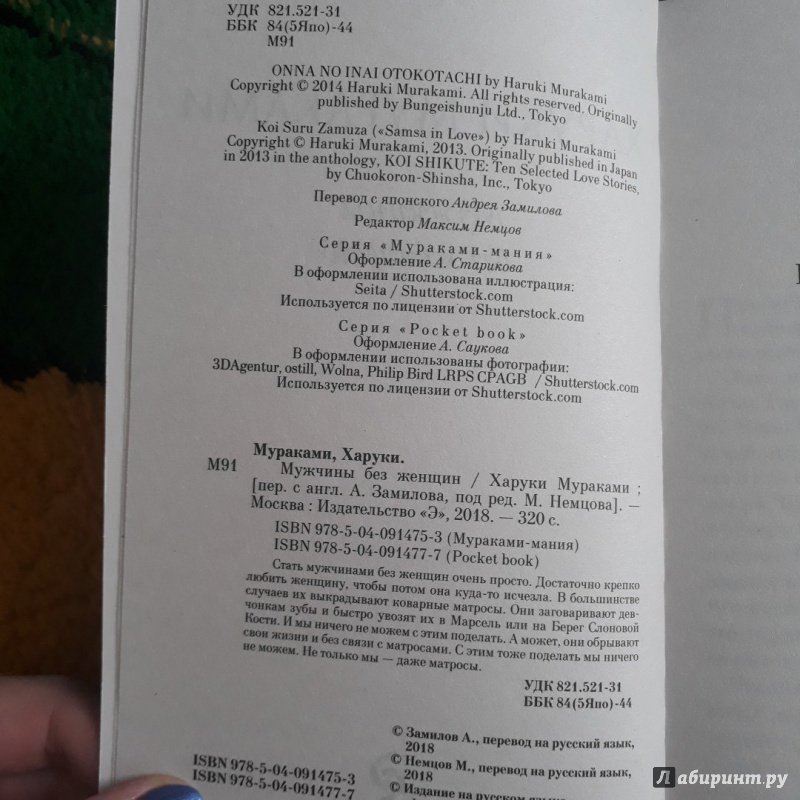 УДК 821.521-31
ББК 84(5Япо)-44
М91
ONNA NO INAI OTOKOTACHI by Haruki Murakami
Copyright © 2014 Haruki Murakami. All rights reserved. Originally
published by Bungeishunju Ltd., Tokyo
Koi Suru Zamuza («Samsa in Love») by Haruki Murakami
Copyright © Haruki Murakami, 2013. Originally published in Japan
in 2013 in the anthology, KOI SHIKUTE: Ten Selected Love Stories,
by Chuokoron-Shinsha, Inc., Tokyo
Перевод с японского Андрея Замилова
Редактор Максим Немцов
Серия «Мураками-мания»
Оформление А. Старикова
В оформлении использована иллюстрация:
Seita / Shutterstock.com
Используется по лицензии от Shutterstock.com
Серия «Pocket book»
Оформление А. Саукова
В оформлении использованы фотографии:
3DAgentur, ostill, Wolna, Philip Bird LRPS CPAGB / Shutterstock.com
Используется по лицензии от Shutterstock.com
Мураками, Харуки.
М91 Мужчины без женщин / Харуки Мураками ;
[пер. с англ. А. Замилова, под ред. М. Немцова]. —
Москва : Издательство «Э», 2018. — 320 с.
ISBN 978-5-04-091475-3 (Мураками-мания)
ISBN 978-5-04-091477-7 (Pocket book)
Стать мужчинами без женщин очень просто. Достаточно крепко
любить женщину, чтобы потом она куда-то исчезла. В большинстве
случаев их выкрадывают коварные матросы. Они заговаривают дев-
чонкам зубы и быстро увозят их в Марсель или на Берег Слоновой
Кости. И мы ничего не можем с этим поделать. А может, они обрывают
свои жизни и без связи с матросами. С этим тоже поделать мы ничего
не можем. Не только мы — даже матросы.
УДК 821.521-31
ББК 84(5Япо)-44
© Замилов А., перевод на русский язык,
2018
© Немцов М., перевод на русский язык,
2018
© Издание на русском языке,
ISBN 978-5-04-091475-3
ISBN 978-5-04-091477-7
Лабиринт.ру